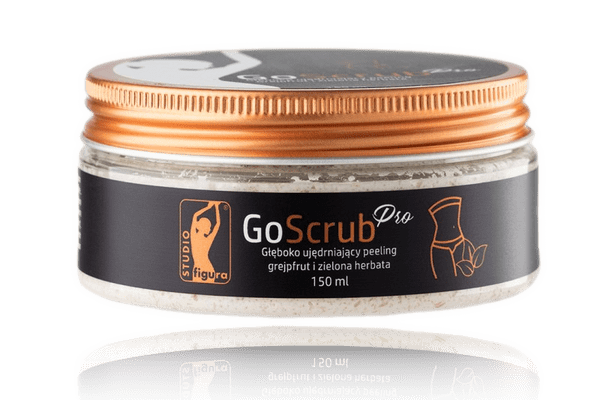 GoScrub Pro
Głęboko ujędrniający peeling
grejpfrut i zielona herbata
150 ml
STUDIO
figura